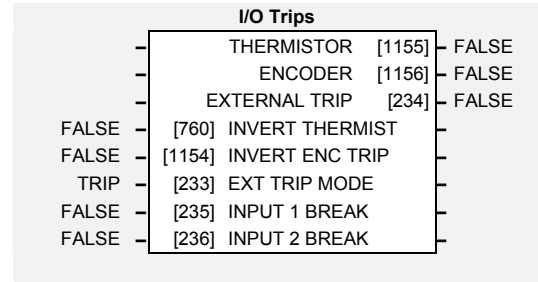 I/O Trips
– THERMISTOR [1155] – FALSE
– ENCODER [1156] – FALSE
– EXTERNAL TRIP [234] – FALSE
FALSE – [760] INVERT THERMIST –
FALSE – [1154] INVERT ENC TRIP –
TRIP – [233] EXT TRIP MODE –
FALSE – [235] INPUT 1 BREAK –
FALSE – [236] INPUT 2 BREAK –